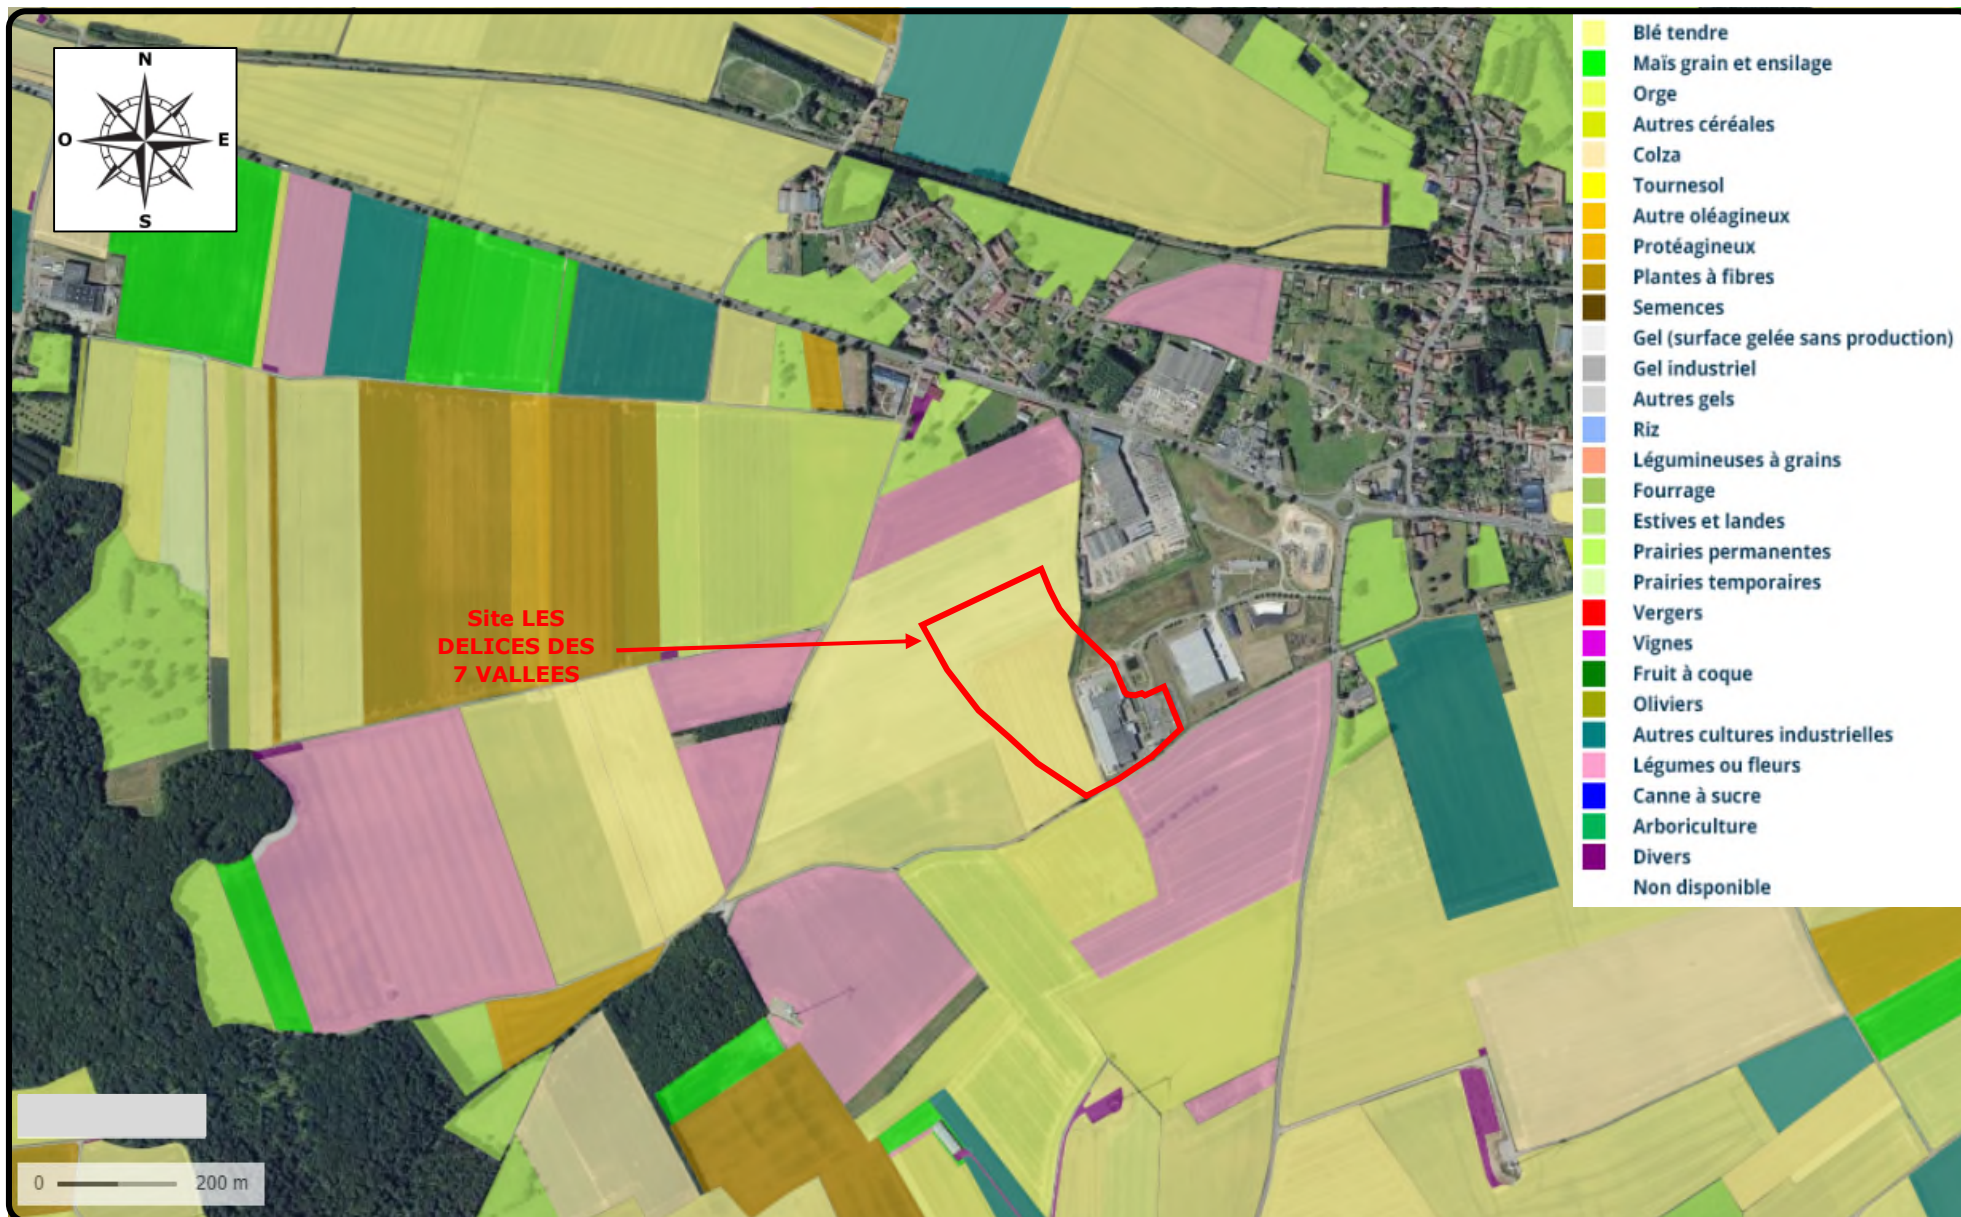 N
O
E
S
Site LES
DELICES DES
7 VALLEES
0 200 m
Blé tendre
Maïs grain et ensilage
Orge
Autres céréales
Colza
Tournesol
Autre oléagineux
Protéagineux
Plantes à fibres
Semences
Gel (surface gelée sans production)
Gel industriel
Autres gels
Riz
Légumineuses à grains
Fourrage
Estives et landes
Prairies permanentes
Prairies temporaires
Vergers
Vignes
Fruit à coque
Oliviers
Autres cultures industrielles
Légumes ou fleurs
Canne à sucre
Arboriculture
Divers
Non disponible